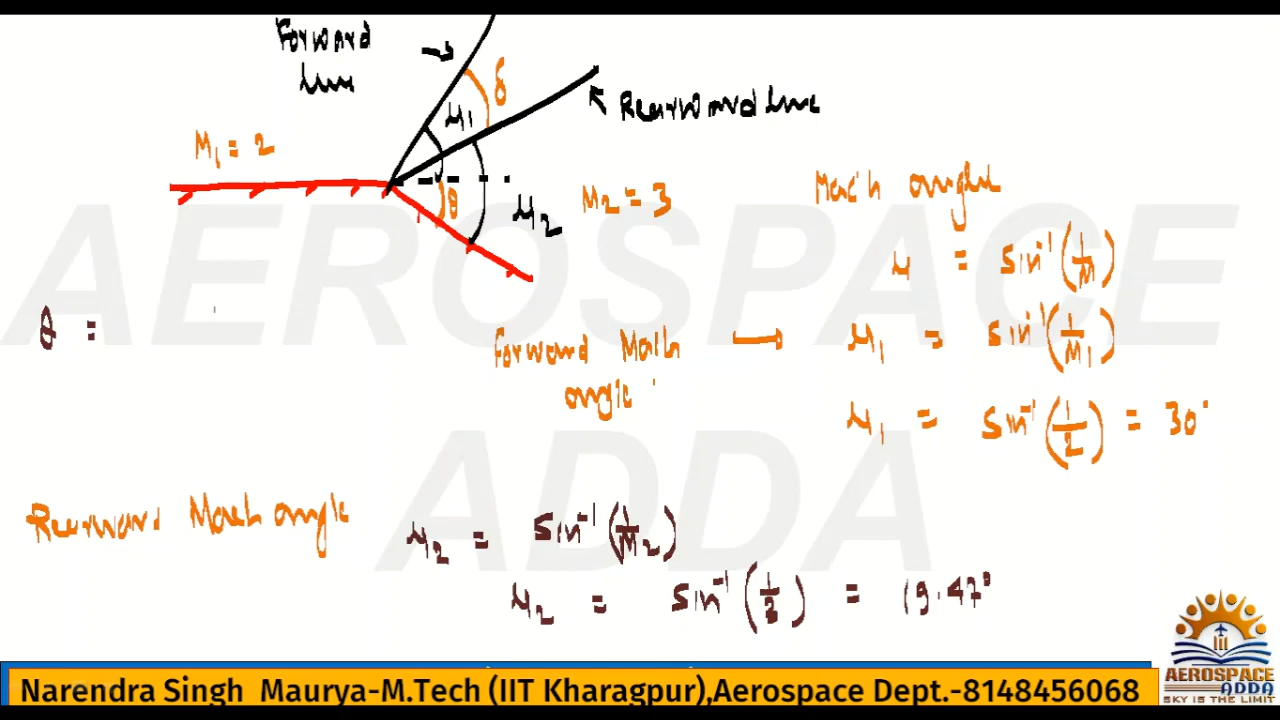 Forward
line
δ
μ1
Rearward line
M1 = 2
θ
μ2
M2 = 3
Mach angle
μ = sin⁻¹(1/M)
θ =
Forward Mach → μ1 = sin⁻¹(1/M1)
angle
μ1 = sin⁻¹(1/2) = 30°
Rearward Mach angle
μ2 = sin⁻¹(1/M2)
μ2 = sin⁻¹(1/3) = 19.47°
AEROSPACE
ADDA
Narendra Singh Maurya-M.Tech (IIT Kharagpur),Aerospace Dept.-8148456068
AEROSPACE
ADDA
SKY IS THE LIMIT